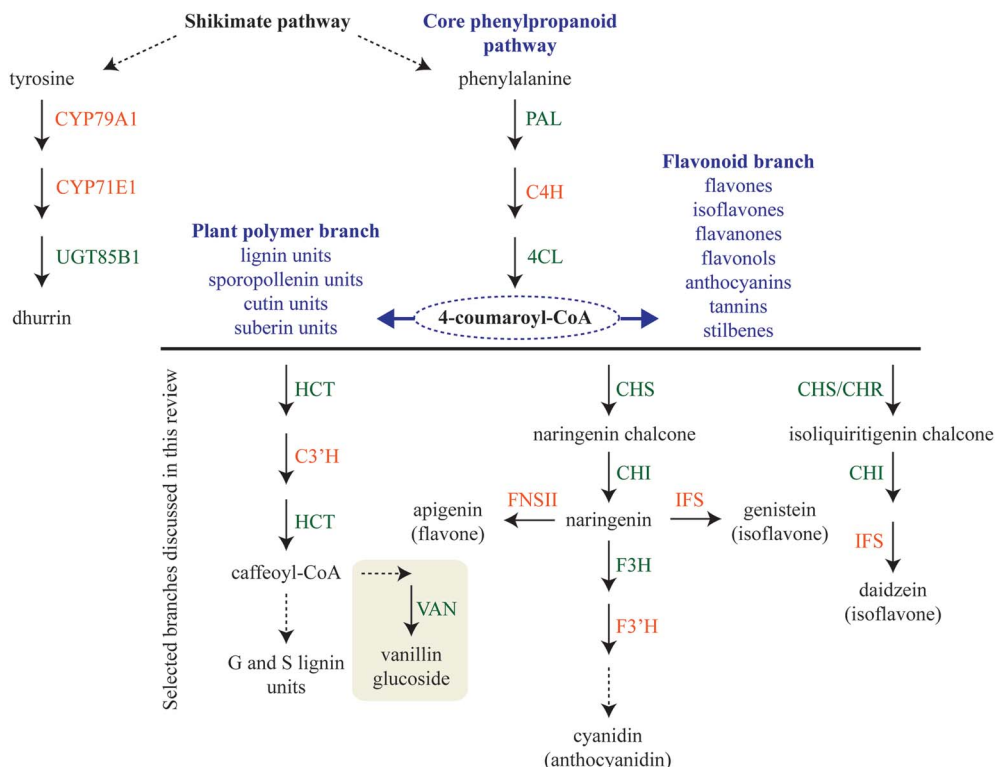 Shikimate pathway
Core phenylpropanoid
pathway
tyrosine
phenylalanine
CYP79A1
CYP71E1
UGT85B1
dhurrin
PAL
C4H
4CL
Plant polymer branch
lignin units
sporopollenin units
cutin units
suberin units
4-coumaroyl-CoA
Flavonoid branch
flavones
isoflavones
flavanones
flavonols
anthocyanins
tannins
stilbenes
Selected branches discussed in this review
HCT
C3’H
HCT
caffeoyl-CoA
G and S lignin
units
VAN
vanillin
glucoside
CHS
naringenin chalcone
CHI
naringenin
FNSII
apigenin
(flavone)
IFS
genistein
(isoflavone)
F3H
F3’H
cyanidin
(anthocyanidin)
CHS/CHR
isoliquiritigenin chalcone
CHI
IFS
daidzein
(isoflavone)